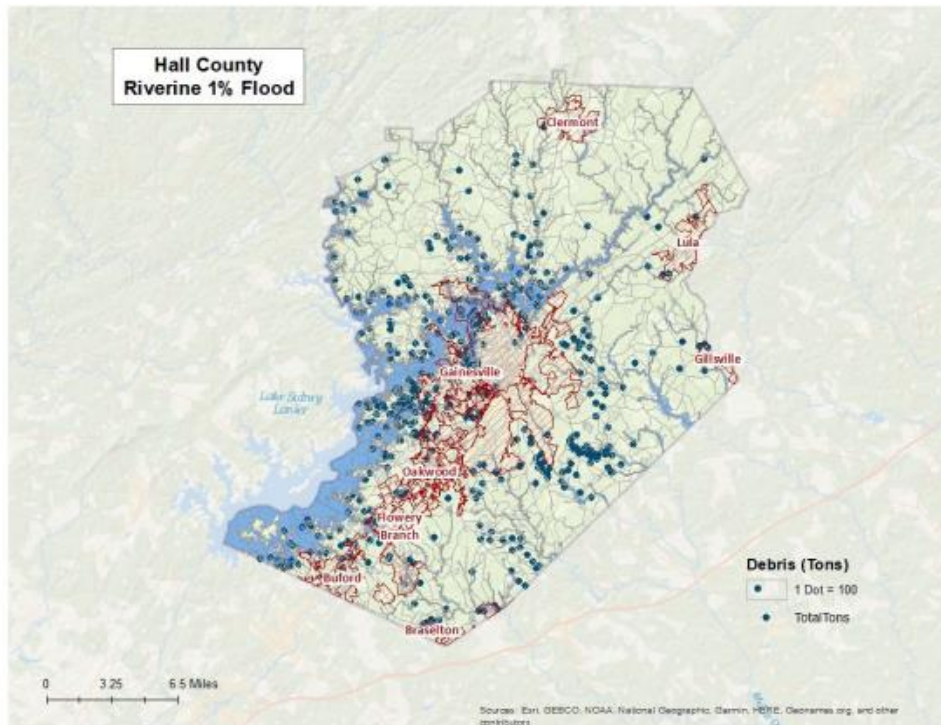 Hall County
Riverine 1% Flood
Clermont
Lula
Gillsville
Gainesville
Lake Sidney
Lanier
Oakwood
Flowery
Branch
Buford
Braselton
Debris (Tons)
1 Dot = 100
TotalTons
0 3.25 6.5 Miles
Sources: Esri, GEBCO, NOAA, National Geographic, Garmin, HERE, Geonames.org, and other
contributors